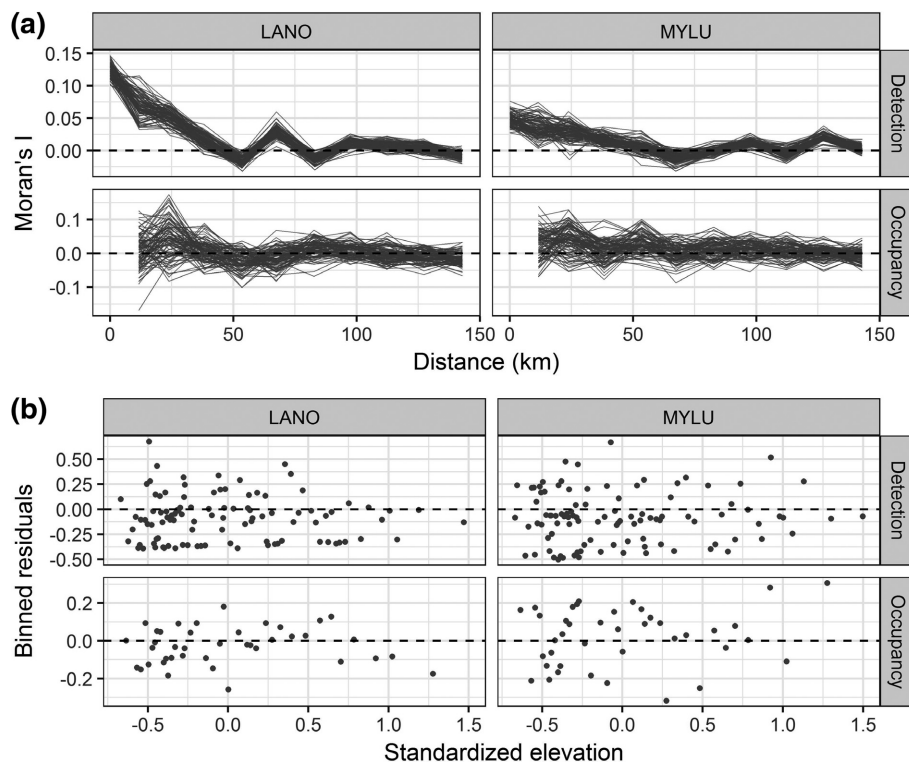 (a)
LANO MYLU
0.15
0.10
0.05
0.00
Detection
0.1
0.0
-0.1
Occupancy
Moran's I
0 50 100 150 0 50 100 150
Distance (km)
(b)
LANO MYLU
0.50
0.25
0.00
-0.25
-0.50
Detection
0.2
0.0
-0.2
Occupancy
Binned residuals
-0.5 0.0 0.5 1.0 1.5 -0.5 0.0 0.5 1.0 1.5
Standardized elevation